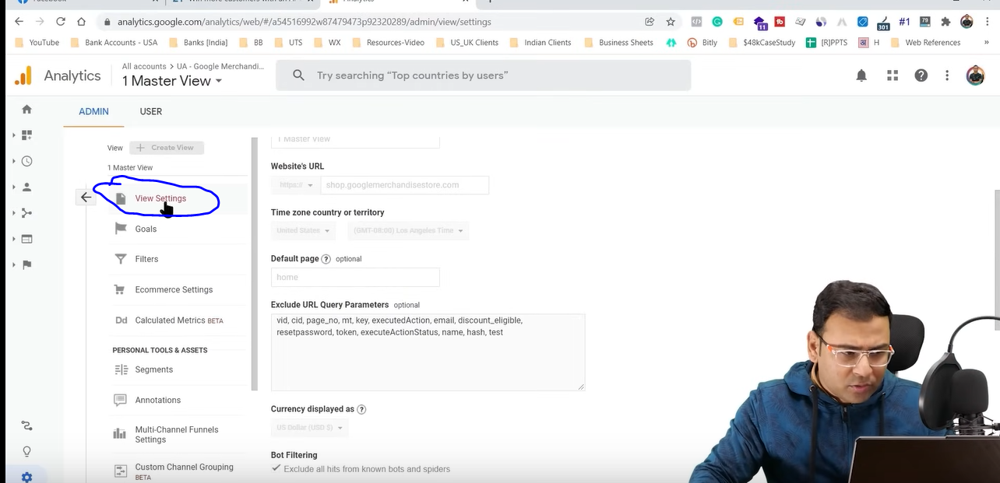 Analytics
analytics.google.com/analytics/web/#/a54516992w87479473p92320289/admin/view/settings
11
1b
301
#1
79
YouTube
Bank Accounts - USA
Banks [India]
BB
UTS
WX
Resources-Video
US_UK Clients
Indian Clients
Business Sheets
Bitly
$48kCaseStudy
[R]PPTS
H
Web References
»
Analytics
All accounts > UA - Google Merchandi...
1 Master View
Try searching “Top countries by users”
ADMIN
USER
View
+ Create View
1 Master View
View Settings
Goals
Filters
Ecommerce Settings
Dd Calculated Metrics BETA
PERSONAL TOOLS & ASSETS
Segments
Annotations
Multi-Channel Funnels
Settings
Custom Channel Grouping
BETA
1 Master View
Website's URL
https://
shop.googlemerchandisestore.com
Time zone country or territory
United States
(GMT-08:00) Los Angeles Time
Default page ? optional
home
Exclude URL Query Parameters optional
vid, cid, page_no, mt, key, executedAction, email, discount_eligible,
resetpassword, token, executeActionStatus, name, hash, test
Currency displayed as ?
US Dollar (USD $)
Bot Filtering
Exclude all hits from known bots and spiders